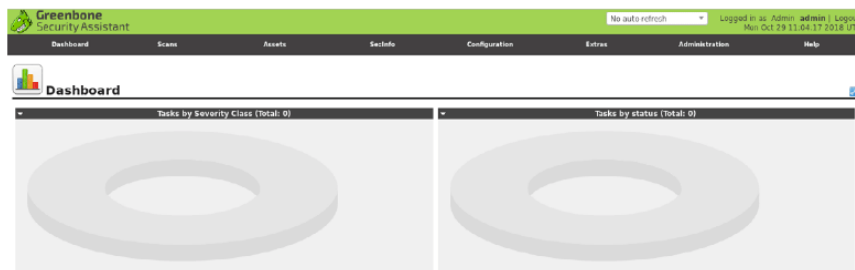 Greenbone
Security Assistant
No auto-refresh
Logged in as Admin admin | Logou
Mon Oct 29 11:04:17 2018 UT
Dashboard Scans Assets SecInfo Configuration Extras Administration Help
Dashboard
Tasks by Severity Class (Total: 0) Tasks by status (Total: 0)